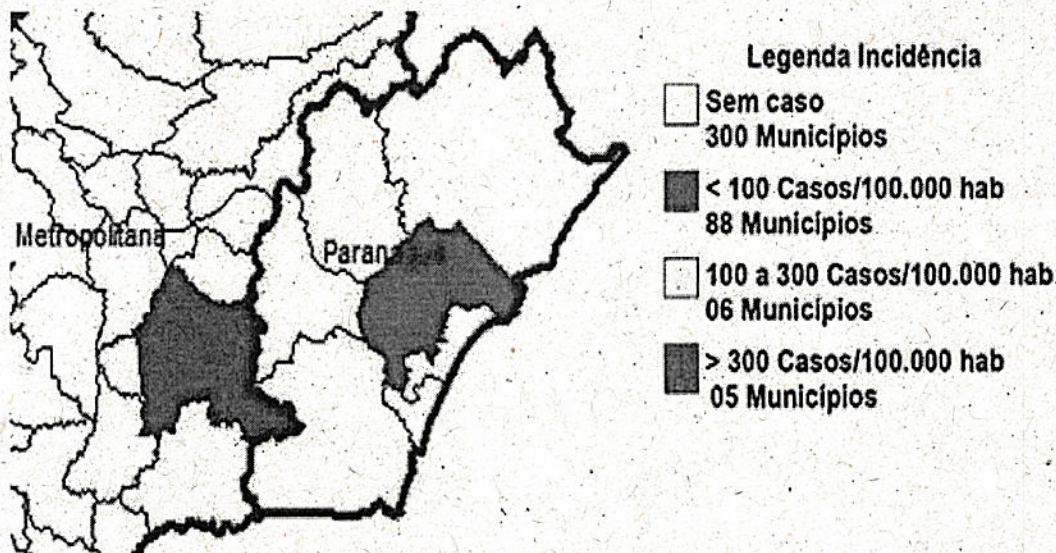 Legenda Incidência
Sem caso
300 Municípios
< 100 Casos/100.000 hab
88 Municípios
100 a 300 Casos/100.000 hab
06 Municípios
> 300 Casos/100.000 hab
05 Municípios
Metropolitana
Paranaguá